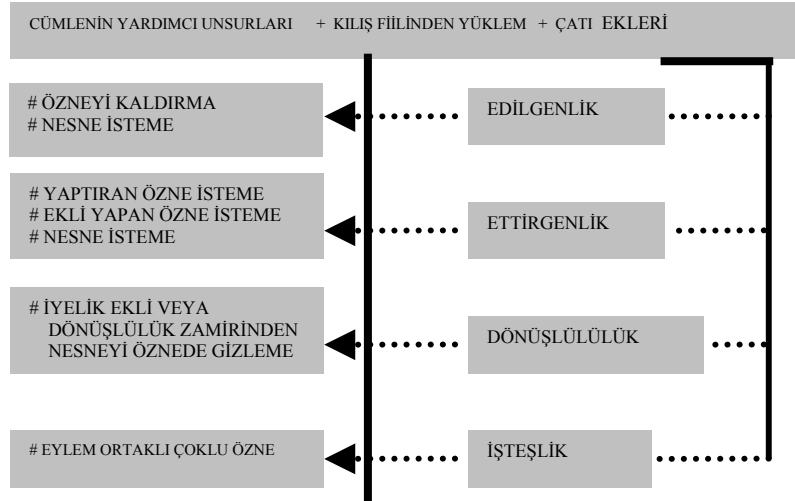 CÜMLENİN YARDIMCI UNSURLARI + KILIŞ FİİLİNDEN YÜKLEM + ÇATI EKLERİ
# ÖZNEYİ KALDIRMA
# NESNE İSTEME
EDİLGENLİK
# YAPTIRAN ÖZNE İSTEME
# EKLİ YAPAN ÖZNE İSTEME
# NESNE İSTEME
ETTİRGENLİK
# İYELİK EKLİ VEYA
DÖNÜŞLÜLÜK ZAMİRİNDEN
NESNEYİ ÖZNEDE GİZLEME
DÖNÜŞLÜLÜLÜK
# EYLEM ORTAKLI ÇOKLU ÖZNE
İŞTEŞLİK